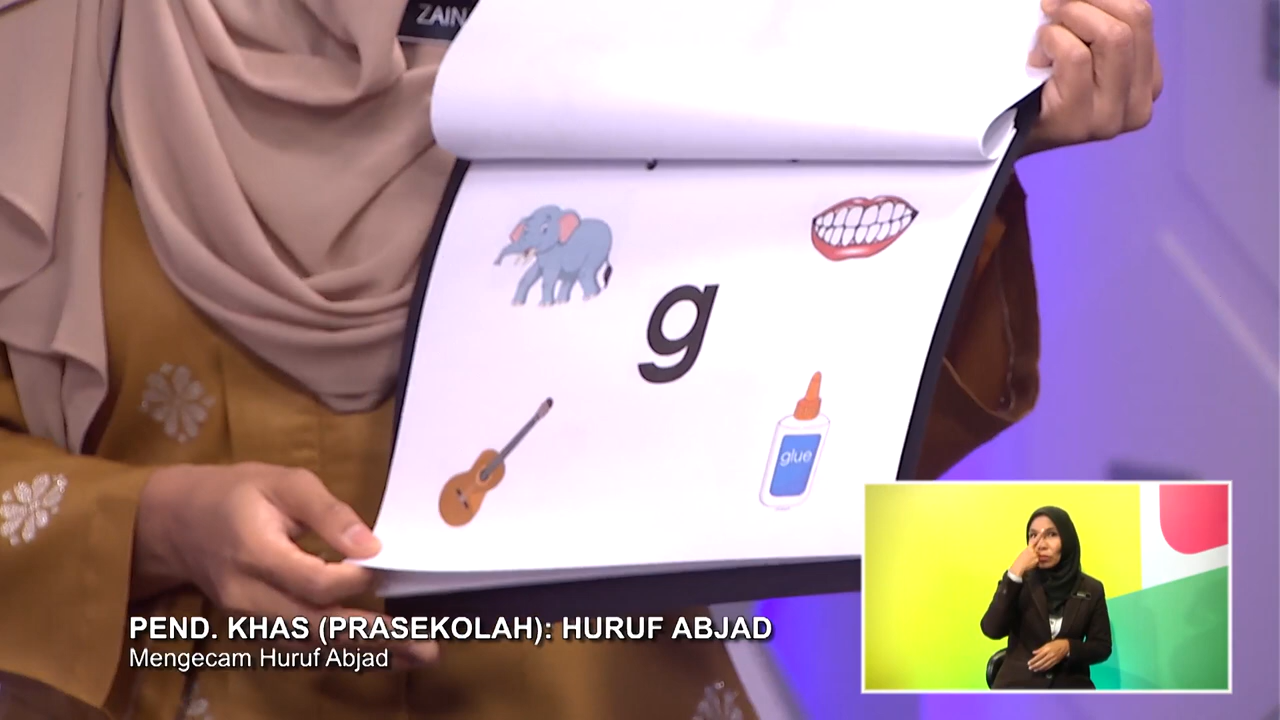 ZAIN
g
glue
PEND. KHAS (PRASEKOLAH): HURUF ABJAD
Mengecam Huruf Abjad